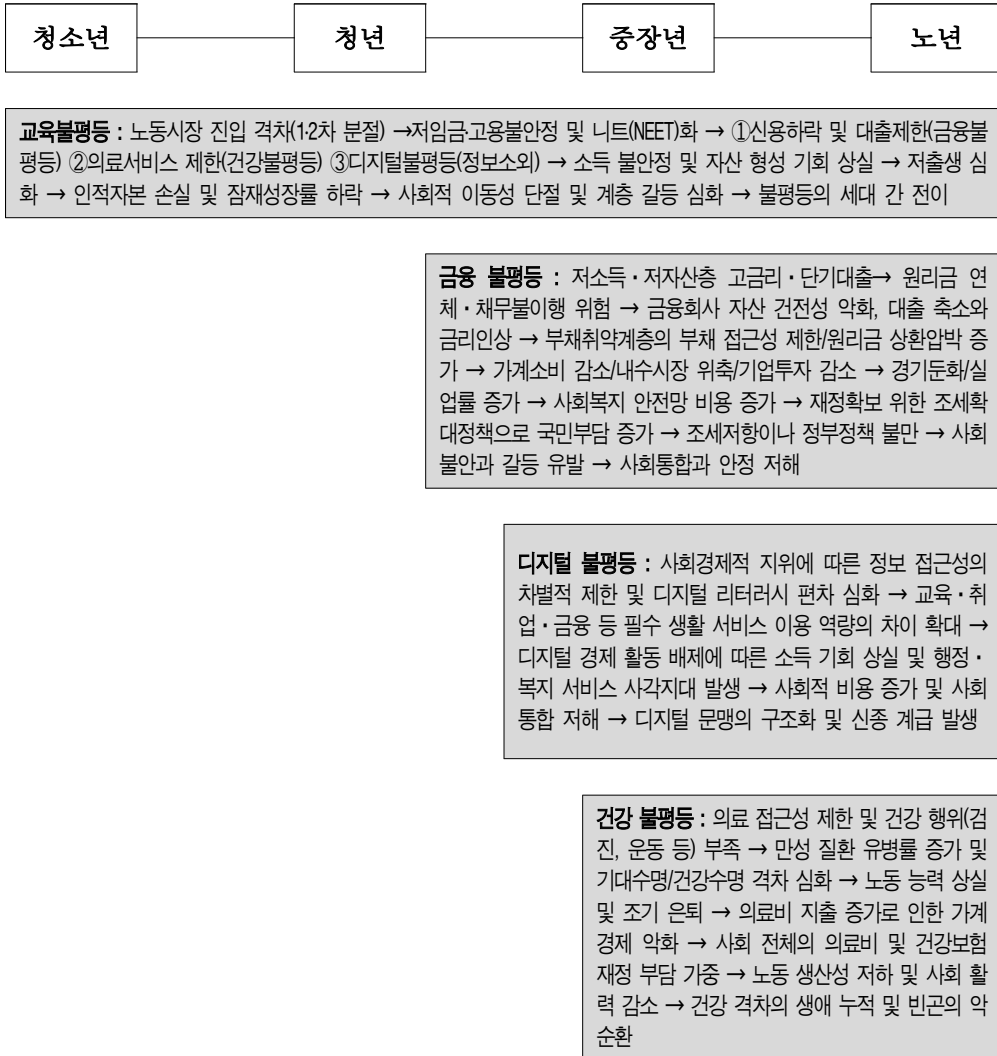 청소년 청년 중장년 노년
교육불평등 : 노동시장 진입 격차(1·2차 분절) →저임금·고용불안정 및 니트(NEET)화 → ①신용하락 및 대출제한(금융불
평등) ②의료서비스 제한(건강불평등) ③디지털불평등(정보소외) → 소득 불안정 및 자산 형성 기회 상실 → 저출생 심
화 → 인적자본 손실 및 잠재성장률 하락 → 사회적 이동성 단절 및 계층 갈등 심화 → 불평등의 세대 간 전이
금융 불평등 : 저소득·저자산층 고금리·단기대출→ 원리금 연
체·채무불이행 위험 → 금융회사 자산 건전성 악화, 대출 축소와
금리인상 → 부채취약계층의 부채 접근성 제한/원리금 상환압박 증
가 → 가계소비 감소/내수시장 위축/기업투자 감소 → 경기둔화/실
업률 증가 → 사회복지 안전망 비용 증가 → 재정확보 위한 조세확
대정책으로 국민부담 증가 → 조세저항이나 정부정책 불만 → 사회
불안과 갈등 유발 → 사회통합과 안정 저해
디지털 불평등 : 사회경제적 지위에 따른 정보 접근성의
차별적 제한 및 디지털 리터러시 편차 심화 → 교육·취
업·금융 등 필수 생활 서비스 이용 역량의 차이 확대 →
디지털 경제 활동 배제에 따른 소득 기회 상실 및 행정·
복지 서비스 사각지대 발생 → 사회적 비용 증가 및 사회
통합 저해 → 디지털 문맹의 구조화 및 신종 계급 발생
건강 불평등 : 의료 접근성 제한 및 건강 행위(검
진, 운동 등) 부족 → 만성 질환 유병률 증가 및
기대수명/건강수명 격차 심화 → 노동 능력 상실
및 조기 은퇴 → 의료비 지출 증가로 인한 가계
경제 악화 → 사회 전체의 의료비 및 건강보험
재정 부담 가중 → 노동 생산성 저하 및 사회 활
력 감소 → 건강 격차의 생애 누적 및 빈곤의 악
순환